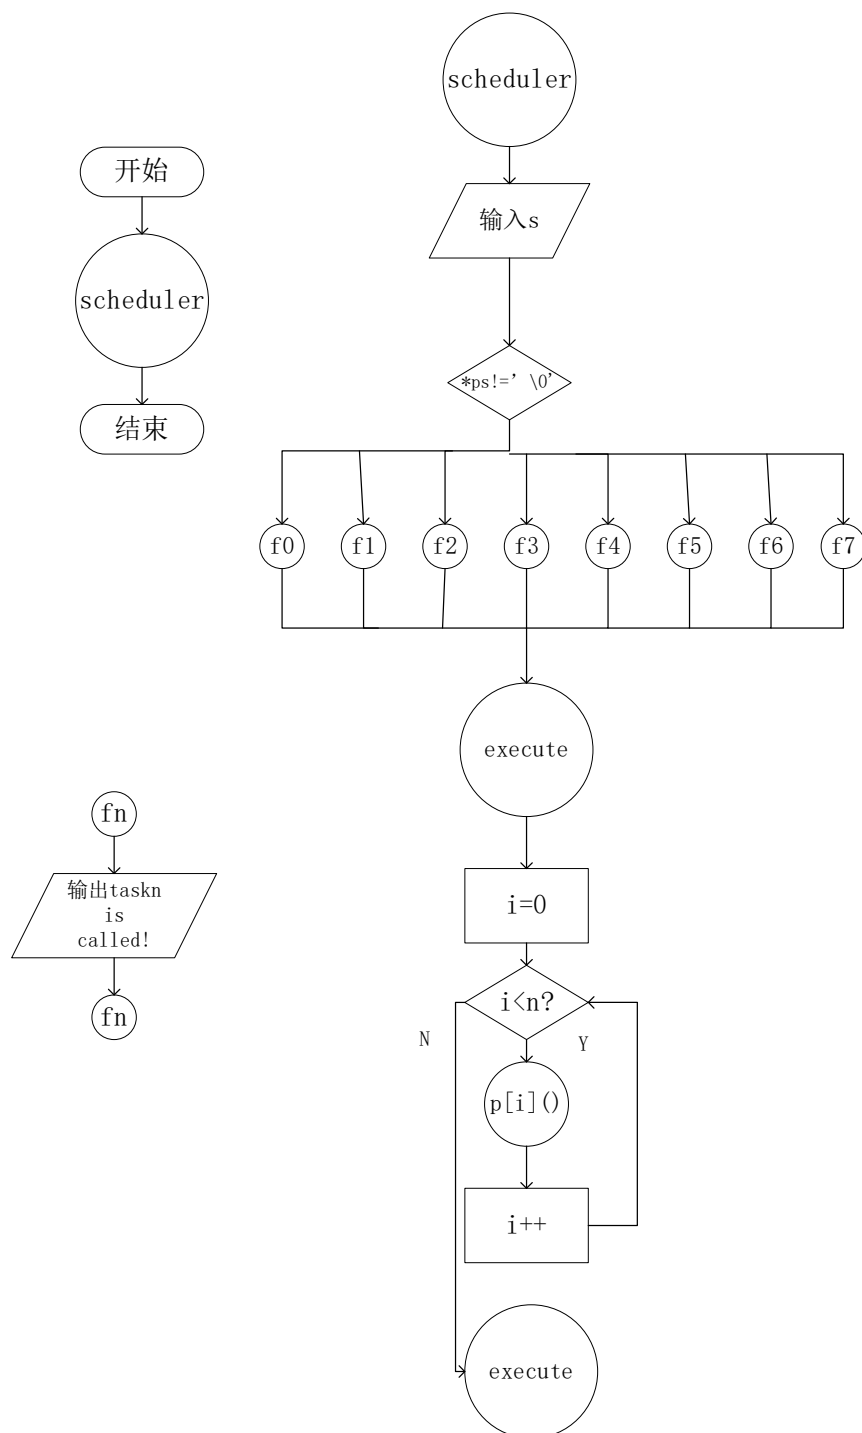 开始
scheduler
结束
scheduler
输入s
*ps!=’\0’
f0
f1
f2
f3
f4
f5
f6
f7
execute
i=0
i<n?
N
Y
p[i]()
i++
execute
fn
输出taskn
is
called!
fn